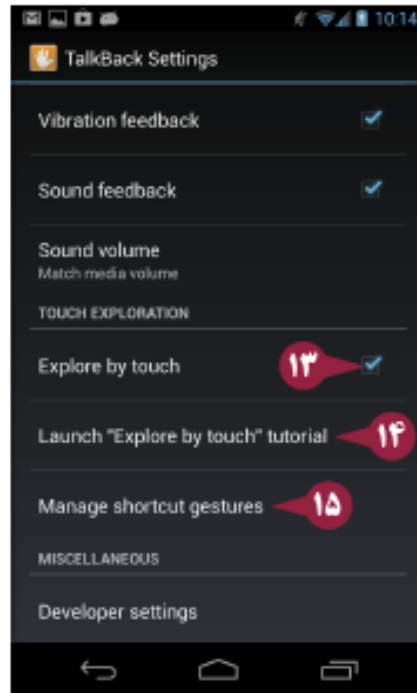 10:14
TalkBack Settings
Vibration feedback
Sound feedback
Sound volume
Match media volume
TOUCH EXPLORATION
Explore by touch ۱۳
Launch "Explore by touch" tutorial ۱۴
Manage shortcut gestures ۱۵
MISCELLANEOUS
Developer settings